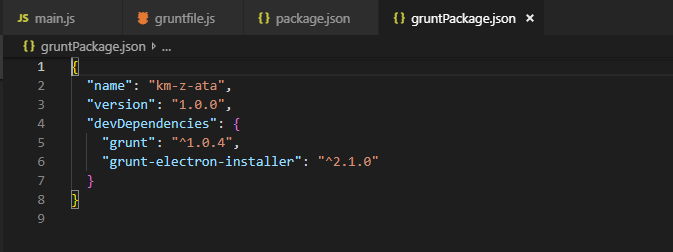 JS main.js gruntfile.js {} package.json {} gruntPackage.json ×
{} gruntPackage.json > ...
1 {
2 "name": "km-z-ata",
3 "version": "1.0.0",
4 "devDependencies": {
5 "grunt": "^1.0.4",
6 "grunt-electron-installer": "^2.1.0"
7 }
8 }
9